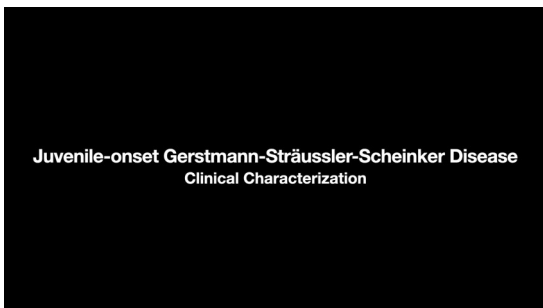 Juvenile-onset Gerstmann-Sträussler-Scheinker Disease
Clinical Characterization